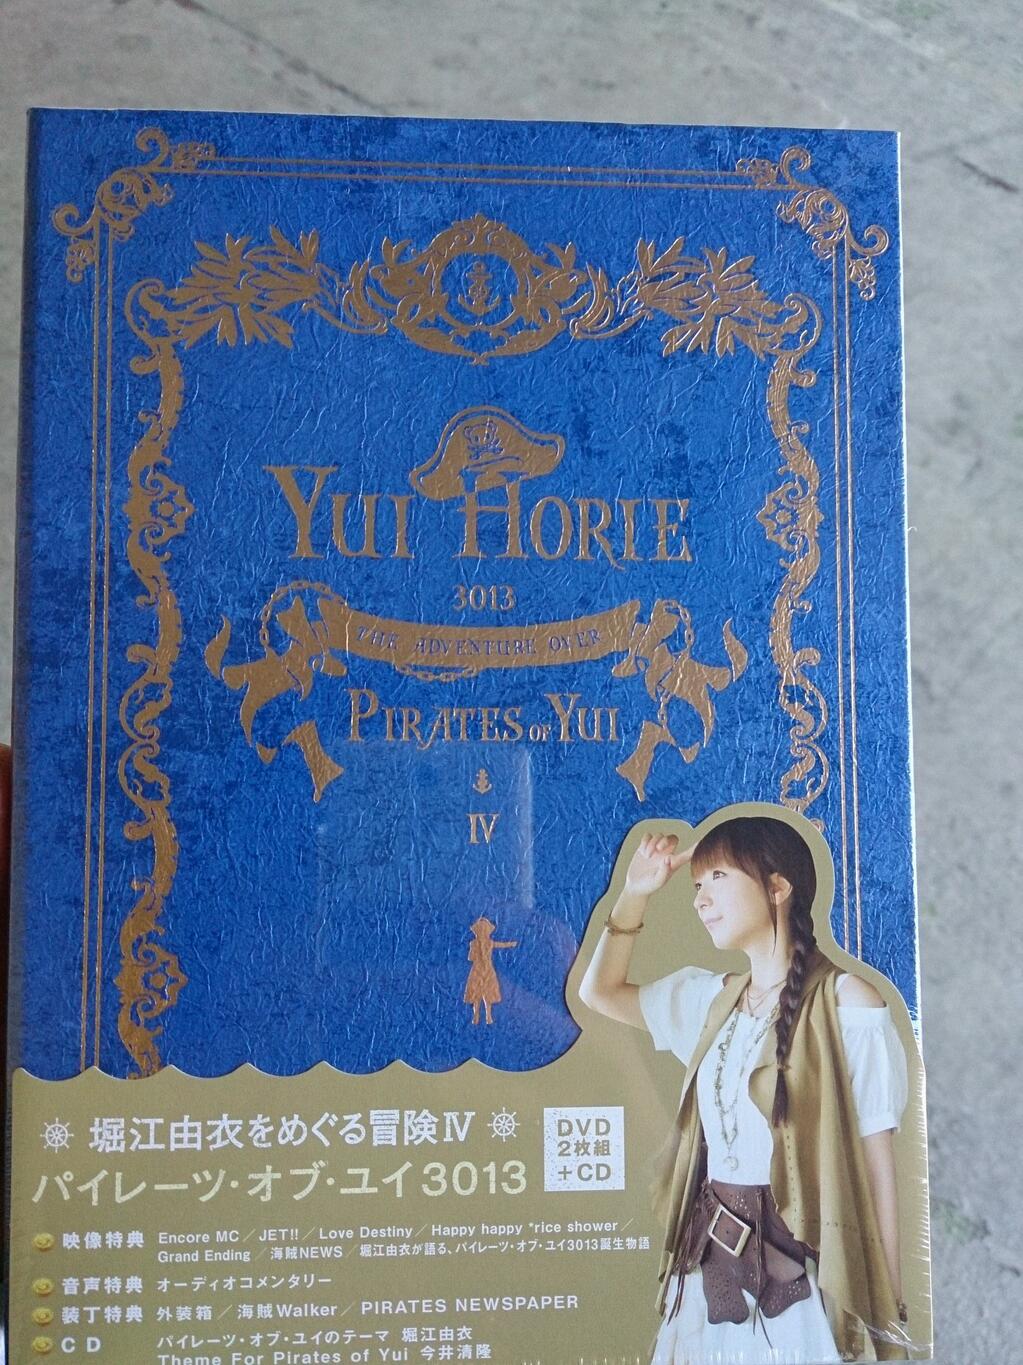 YUI HORIE
3013
THE ADVENTURE OVER
PIRATES OF YUI
IV
堀江由衣をめぐる冒険IV
パイレーツ・オブ・ユイ3013
DVD
2枚組
+CD
映像特典 Encore MC/JET!!/Love Destiny/Happy happy *rice shower/
Grand Ending/海賊NEWS/堀江由衣が語る、パイレーツ・オブ・ユイ3013誕生物語
音声特典 オーディオコメンタリー
装丁特典 外装箱/海賊Walker/PIRATES NEWSPAPER
CD パイレーツ・オブ・ユイのテーマ 堀江由衣
Theme For Pirates of Yui 今井清隆